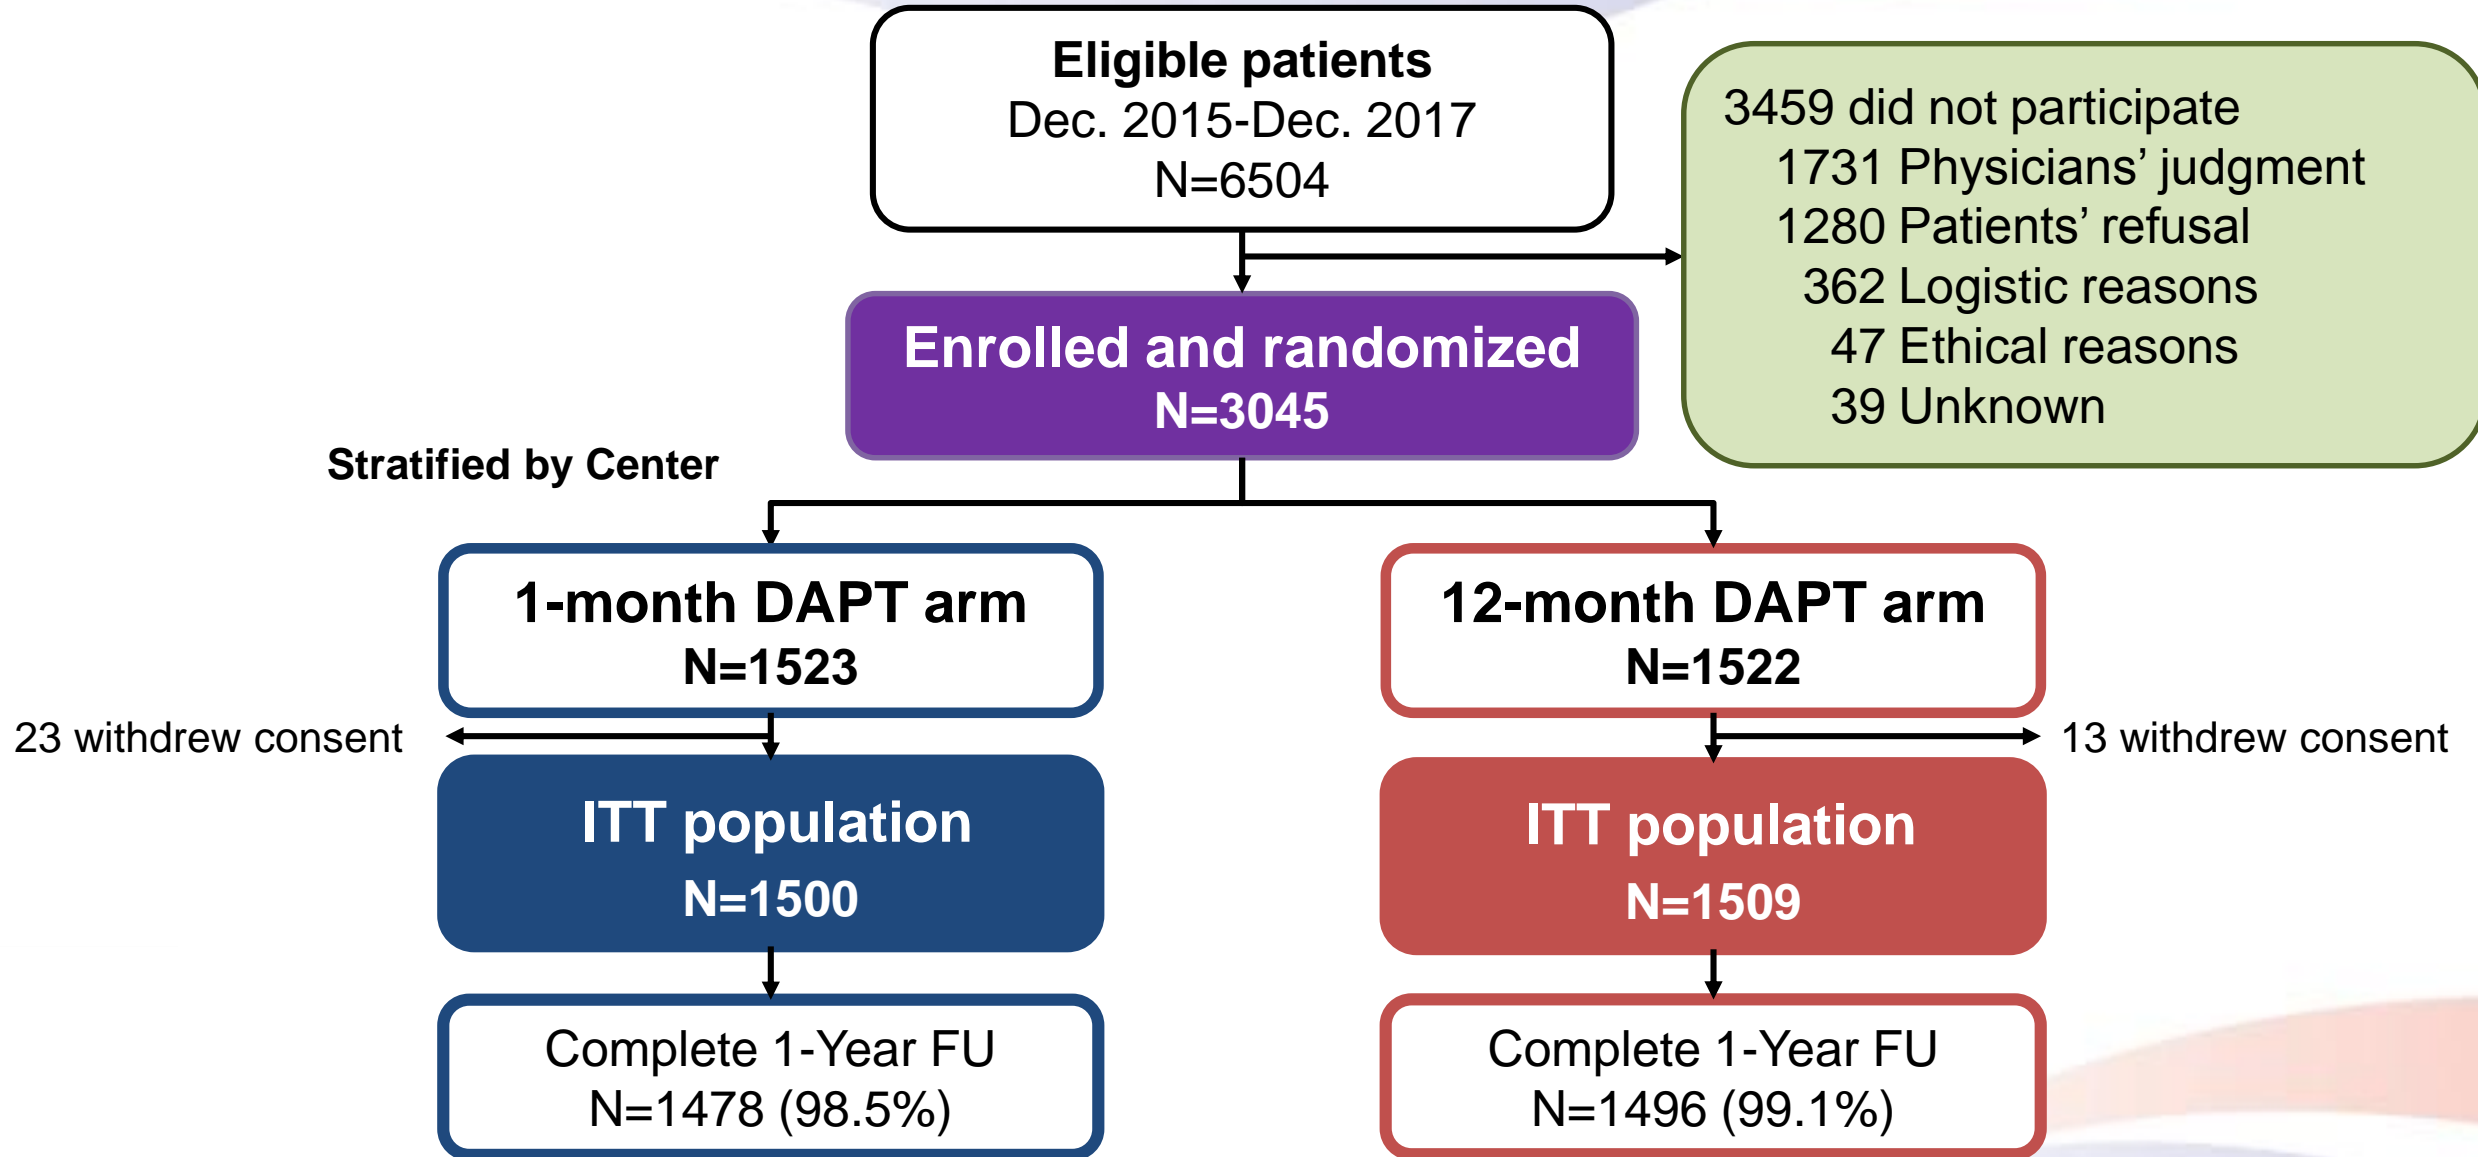 Eligible patients
Dec. 2015-Dec. 2017
N=6504
3459 did not participate
1731 Physicians’ judgment
1280 Patients’ refusal
362 Logistic reasons
47 Ethical reasons
39 Unknown
Enrolled and randomized
N=3045
Stratified by Center
1-month DAPT arm
N=1523
12-month DAPT arm
N=1522
23 withdrew consent
13 withdrew consent
ITT population
N=1500
ITT population
N=1509
Complete 1-Year FU
N=1478 (98.5%)
Complete 1-Year FU
N=1496 (99.1%)